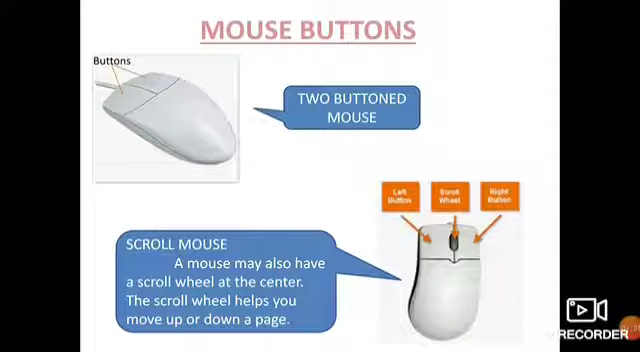 MOUSE BUTTONS
Buttons
TWO BUTTONED
MOUSE
Left
Button
Scroll
Wheel
Right
Button
SCROLL MOUSE
A mouse may also have
a scroll wheel at the center.
The scroll wheel helps you
move up or down a page.
RECORDER